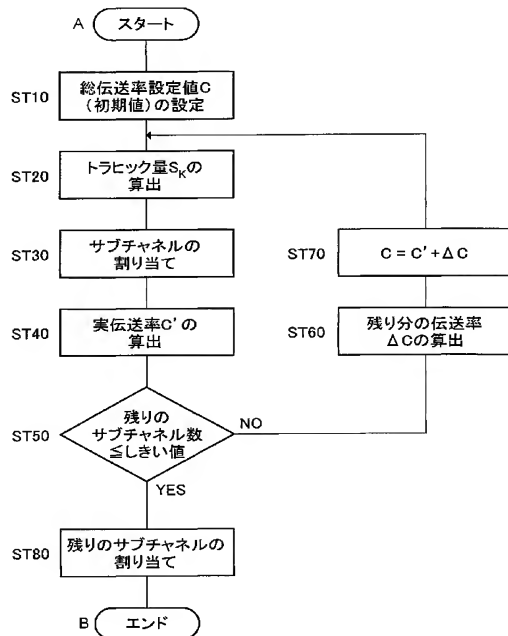 A スタート
ST10 総伝送率設定値C
(初期値)の設定
ST20 トラヒック量SKの
算出
ST30 サブチャネルの
割り当て
ST40 実伝送率C'の
算出
ST50 残りの
サブチャネル数
≦しきい値
NO
YES
ST60 残り分の伝送率
ΔCの算出
ST70 C = C' + ΔC
ST80 残りのサブチャネルの
割り当て
B エンド